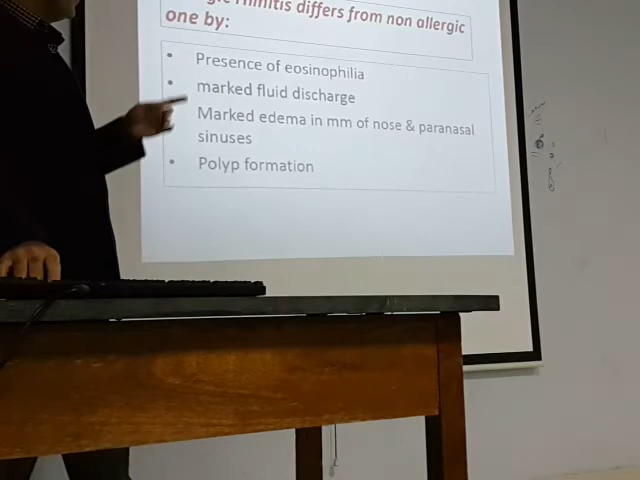 rhinitis differs from non allergic
one by:
• Presence of eosinophilia
• marked fluid discharge
Marked edema in mm of nose & paranasal
sinuses
• Polyp formation